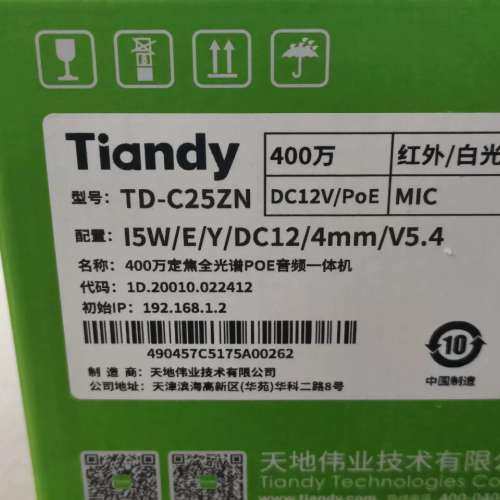 Tiandy
400万
红外/白光
型号：TD-C25ZN
DC12V/PoE
MIC
配置：I5W/E/Y/DC12/4mm/V5.4
名称：400万定焦全光谱POE音频一体机
代码：1D.20010.022412
初始IP：192.168.1.2
490457C5175A00262
10
中国制造
制造商：天地伟业技术有限公司
公司地址：天津滨海高新区(华苑)华科二路8号
天地伟业技术有限
Tiandy Technologies Co
www.tiandy.com